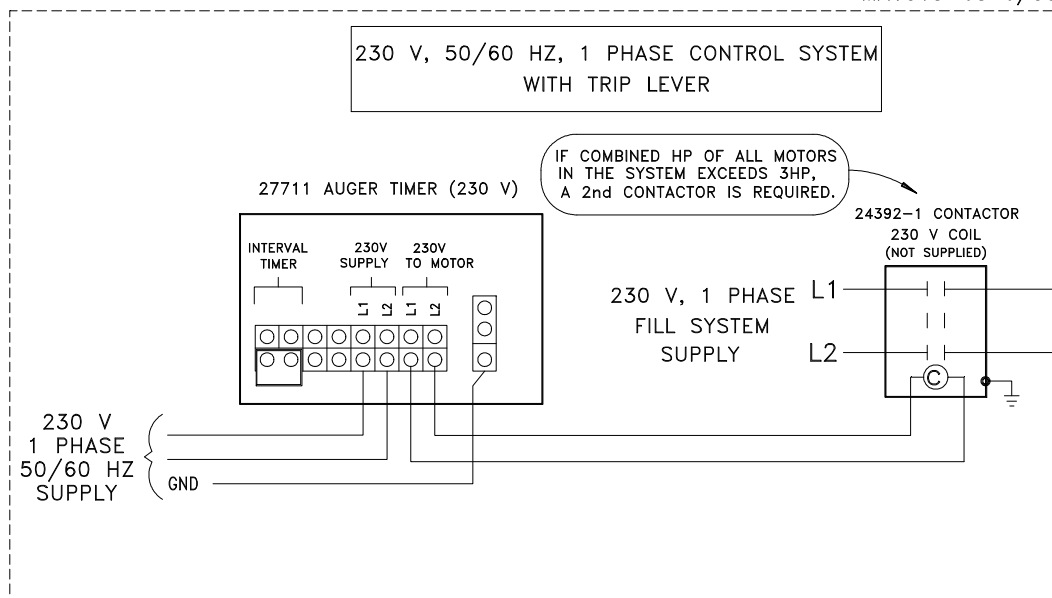 230 V, 50/60 HZ, 1 PHASE CONTROL SYSTEM
WITH TRIP LEVER
IF COMBINED HP OF ALL MOTORS
IN THE SYSTEM EXCEEDS 3HP,
A 2nd CONTACTOR IS REQUIRED.
27711 AUGER TIMER (230 V)
24392-1 CONTACTOR
230 V COIL
(NOT SUPPLIED)
INTERVAL
TIMER
230V
SUPPLY
230V
TO MOTOR
L1
L2
L1
L2
230 V, 1 PHASE
FILL SYSTEM
SUPPLY
L1
L2
C
230 V
1 PHASE
50/60 HZ
SUPPLY
GND